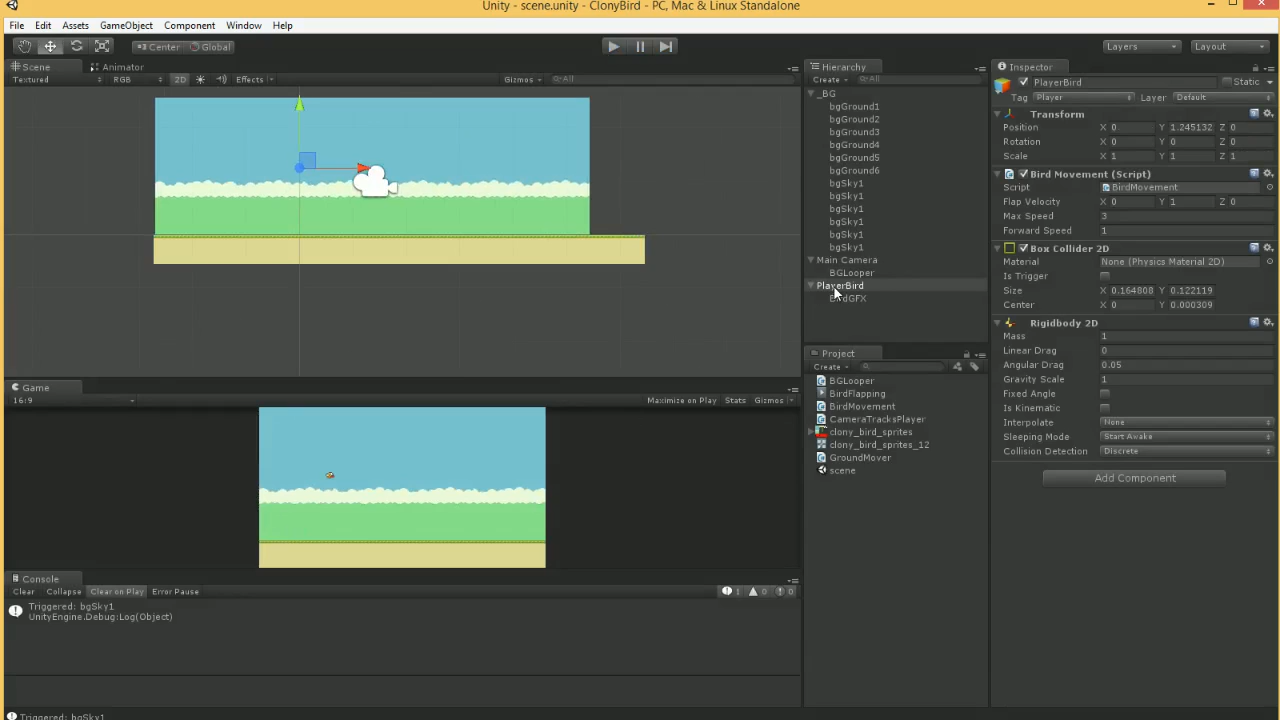 Unity - scene.unity - ClonyBird - PC, Mac & Linux Standalone
File Edit Assets GameObject Component Window Help
Center Global Layers Layout
Scene Animator
Textured RGB 2D Effects Gizmos All
Game
16:9 Maximize on Play Stats Gizmos
Console
Clear Collapse Clear on Play Error Pause 1 0 0
Triggered: bgSky1
UnityEngine.Debug:Log(Object)
Triggered: bgSky1
Hierarchy
Create All
_BG
bgGround1
bgGround2
bgGround3
bgGround4
bgGround5
bgGround6
bgSky1
bgSky1
bgSky1
bgSky1
bgSky1
bgSky1
Main Camera
BGLooper
PlayerBird
BirdGFX
Project
Create
BGLooper
BirdFlapping
BirdMovement
CameraTracksPlayer
clony_bird_sprites
clony_bird_sprites_12
GroundMover
scene
Inspector
PlayerBird Static
Tag Player Layer Default
Transform
Position X 0 Y 1.245132 Z 0
Rotation X 0 Y 0 Z 0
Scale X 1 Y 1 Z 1
Bird Movement (Script)
Script BirdMovement
Flap Velocity X 0 Y 1 Z 0
Max Speed 3
Forward Speed 1
Box Collider 2D
Material None (Physics Material 2D)
Is Trigger
Size X 0.164808 Y 0.122119
Center X 0 Y 0.000309
Rigidbody 2D
Mass 1
Linear Drag 0
Angular Drag 0.05
Gravity Scale 1
Fixed Angle
Is Kinematic
Interpolate None
Sleeping Mode Start Awake
Collision Detection Discrete
Add Component